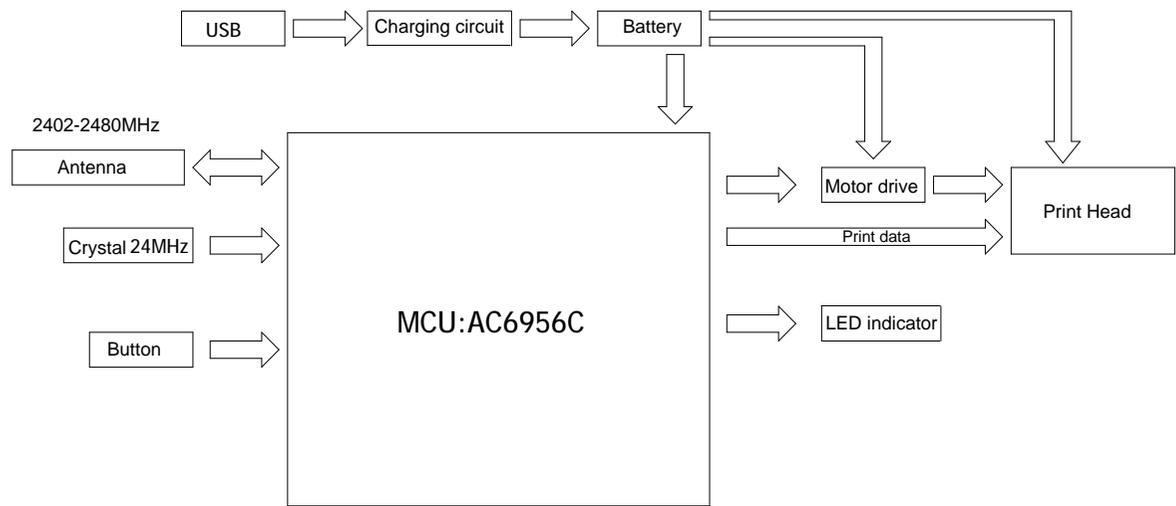 USB
Charging circuit
Battery
2402-2480MHz
Antenna
Motor drive
Print Head
Crystal 24MHz
Print data
MCU:AC6956C
LED indicator
Button